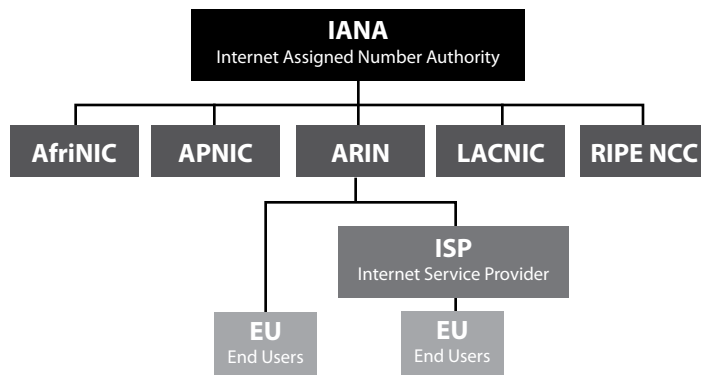 IANA
Internet Assigned Number Authority
AfriNIC
APNIC
ARIN
LACNIC
RIPE NCC
ISP
Internet Service Provider
EU
End Users
EU
End Users